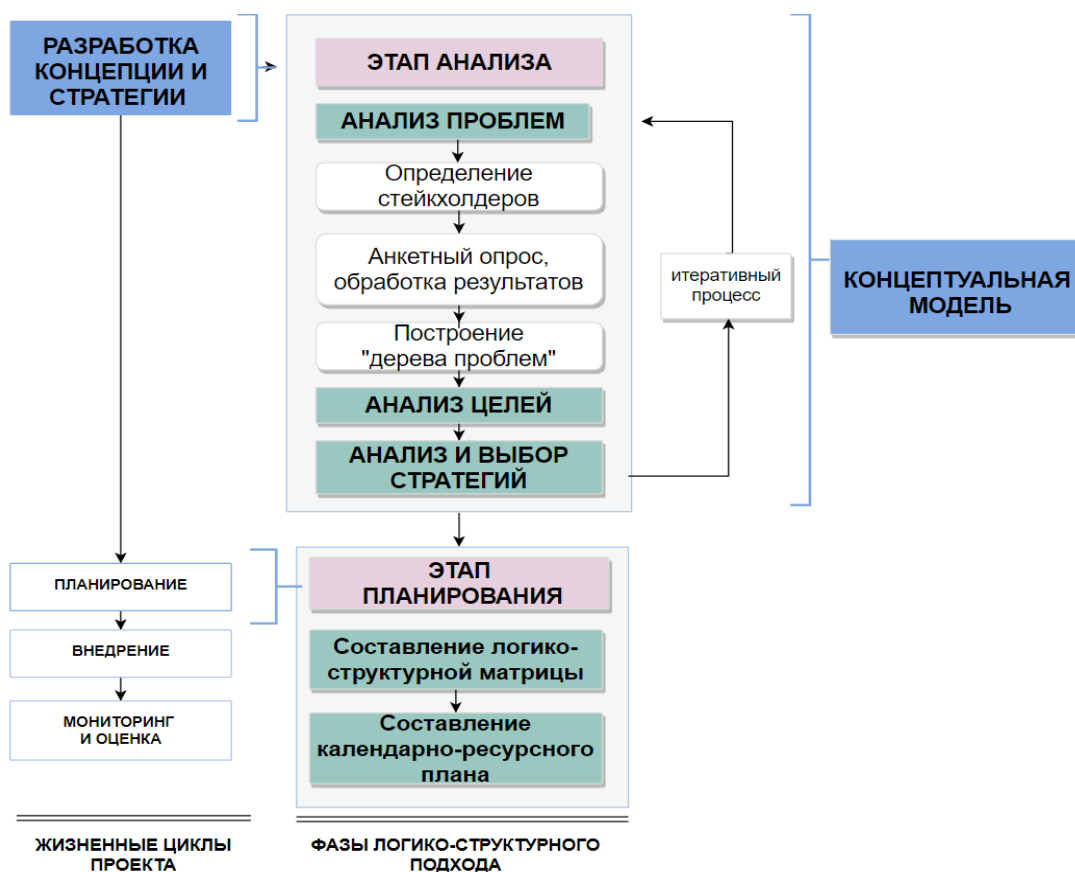 РАЗРАБОТКА
КОНЦЕПЦИИ И
СТРАТЕГИИ
ЭТАП АНАЛИЗА
АНАЛИЗ ПРОБЛЕМ
Определение
стейкхолдеров
Анкетный опрос,
обработка результатов
Построение
"дерева проблем"
АНАЛИЗ ЦЕЛЕЙ
АНАЛИЗ И ВЫБОР
СТРАТЕГИЙ
итеративный
процесс
КОНЦЕПТУАЛЬНАЯ
МОДЕЛЬ
ПЛАНИРОВАНИЕ
ВНЕДРЕНИЕ
МОНИТОРИНГ
И ОЦЕНКА
ЭТАП
ПЛАНИРОВАНИЯ
Составление логико-
структурной матрицы
Составление
календарно-ресурсного
плана
ЖИЗНЕННЫЕ ЦИКЛЫ
ПРОЕКТА
ФАЗЫ ЛОГИКО-СТРУКТУРНОГО
ПОДХОДА